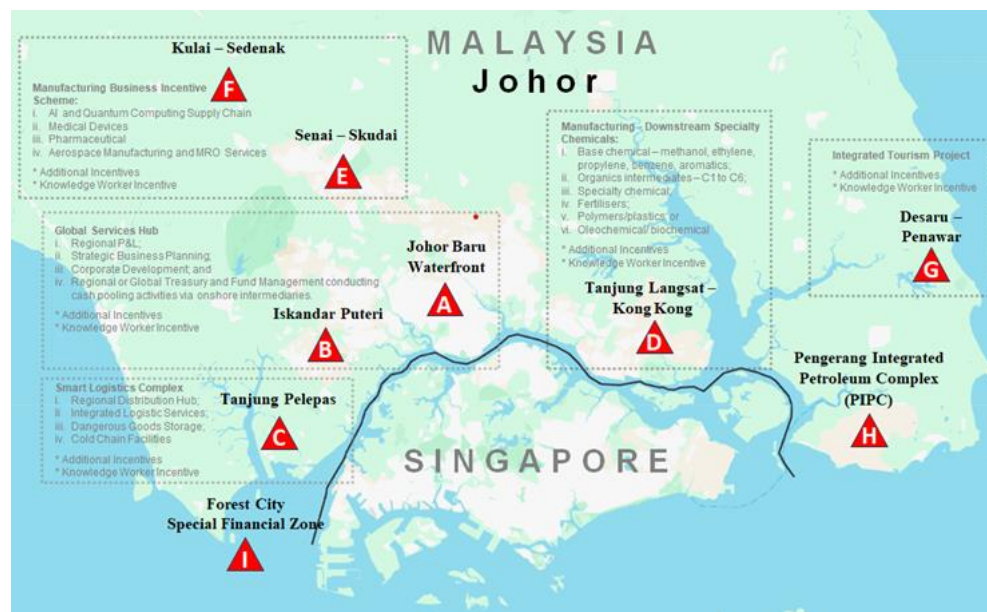 MALAYSIA
Johor
Kulai – Sedenak
F
Manufacturing Business Incentive
Scheme:
i. AI and Quantum Computing Supply Chain
ii. Medical Devices
iii. Pharmaceutical
iv. Aerospace Manufacturing and MRO Services
* Additional Incentives
* Knowledge Worker Incentive
Senai – Skudai
E
Manufacturing - Downstream Specialty
Chemicals:
i. Base chemical – methanol, ethylene,
propylene, benzene, aromatics;
ii. Organics intermediates – C1 to C6;
iii. Specialty chemical;
iv. Fertilisers;
v. Polymers/plastics; or
vi. Oleochemical/ biochemical
* Additional Incentives
* Knowledge Worker Incentive
Tanjung Langsat –
Kong Kong
D
Integrated Tourism Project
* Additional Incentives
* Knowledge Worker Incentive
Desaru –
Penawar
G
Global Services Hub
i. Regional P&L;
ii. Strategic Business Planning;
iii. Corporate Development; and
iv. Regional or Global Treasury and Fund Management conducting
cash pooling activities via onshore intermediaries.
* Additional Incentives
* Knowledge Worker Incentive
Johor Baru
Waterfront
A
Iskandar Puteri
B
Smart Logistics Complex
i. Regional Distribution Hub;
ii. Integrated Logistic Services;
iii. Dangerous Goods Storage;
iv. Cold Chain Facilities
* Additional Incentives
* Knowledge Worker Incentive
Tanjung Pelepas
C
Pengerang Integrated
Petroleum Complex
(PIPC)
H
SINGAPORE
Forest City
Special Financial Zone
I